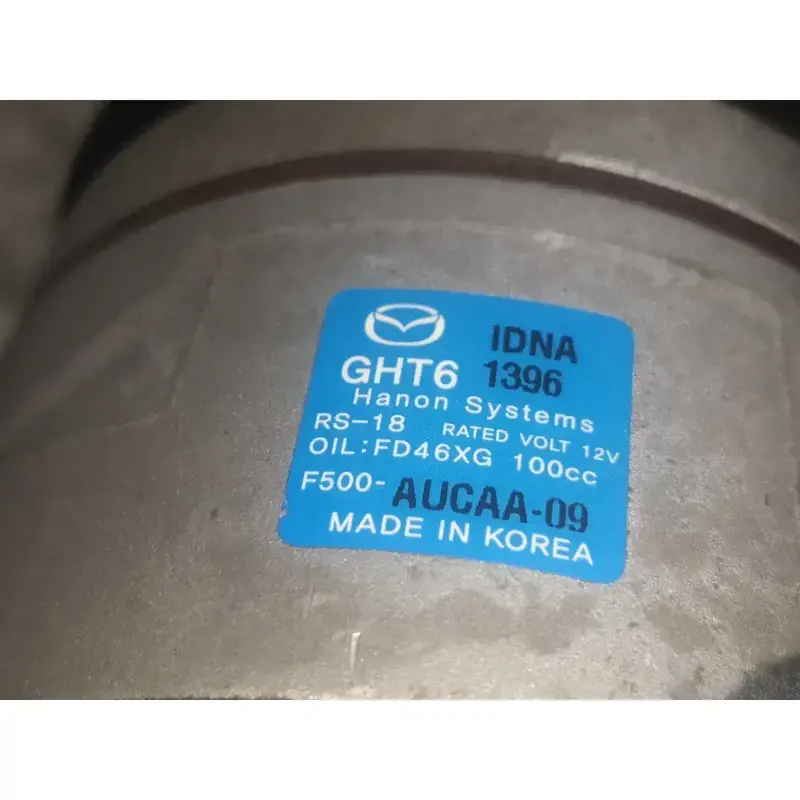 IDNA
GHT6 1396
Hanon Systems
RS-18 RATED VOLT 12V
OIL:FD46XG 100cc
F500-AUCAA-09
MADE IN KOREA